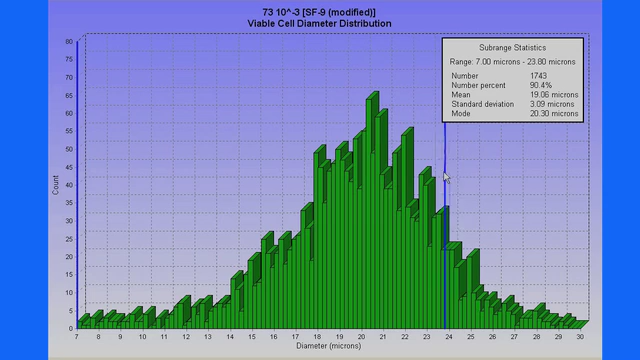 73 10^-3 [SF-9 (modified)]
Viable Cell Diameter Distribution
Subrange Statistics
Range: 7.00 microns - 23.80 microns
Number 1743
Number percent 90.4%
Mean 19.06 microns
Standard deviation 3.09 microns
Mode 20.30 microns
80
75
70
65
60
55
50
45
40
35
30
25
20
15
10
5
0
Count
7 8 9 10 11 12 13 14 15 16 17 18 19 20 21 22 23 24 25 26 27 28 29 30
Diameter (microns)